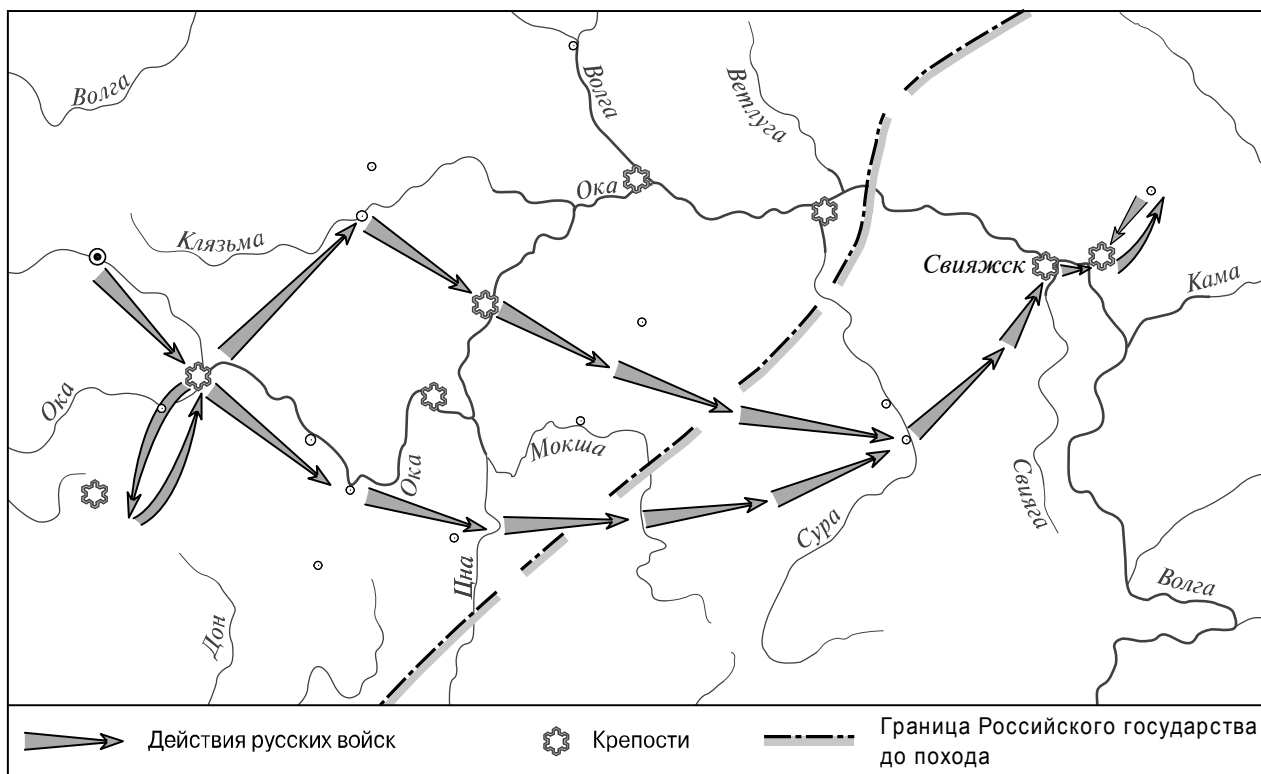 Волга
Волга
Ветлуга
Ока
Клязьма
Свияжск
Кама
Ока
Мокша
Ока
Свияга
Сура
Цна
Волга
Дон
Действия русских войск
Крепости
Граница Российского государства
до похода